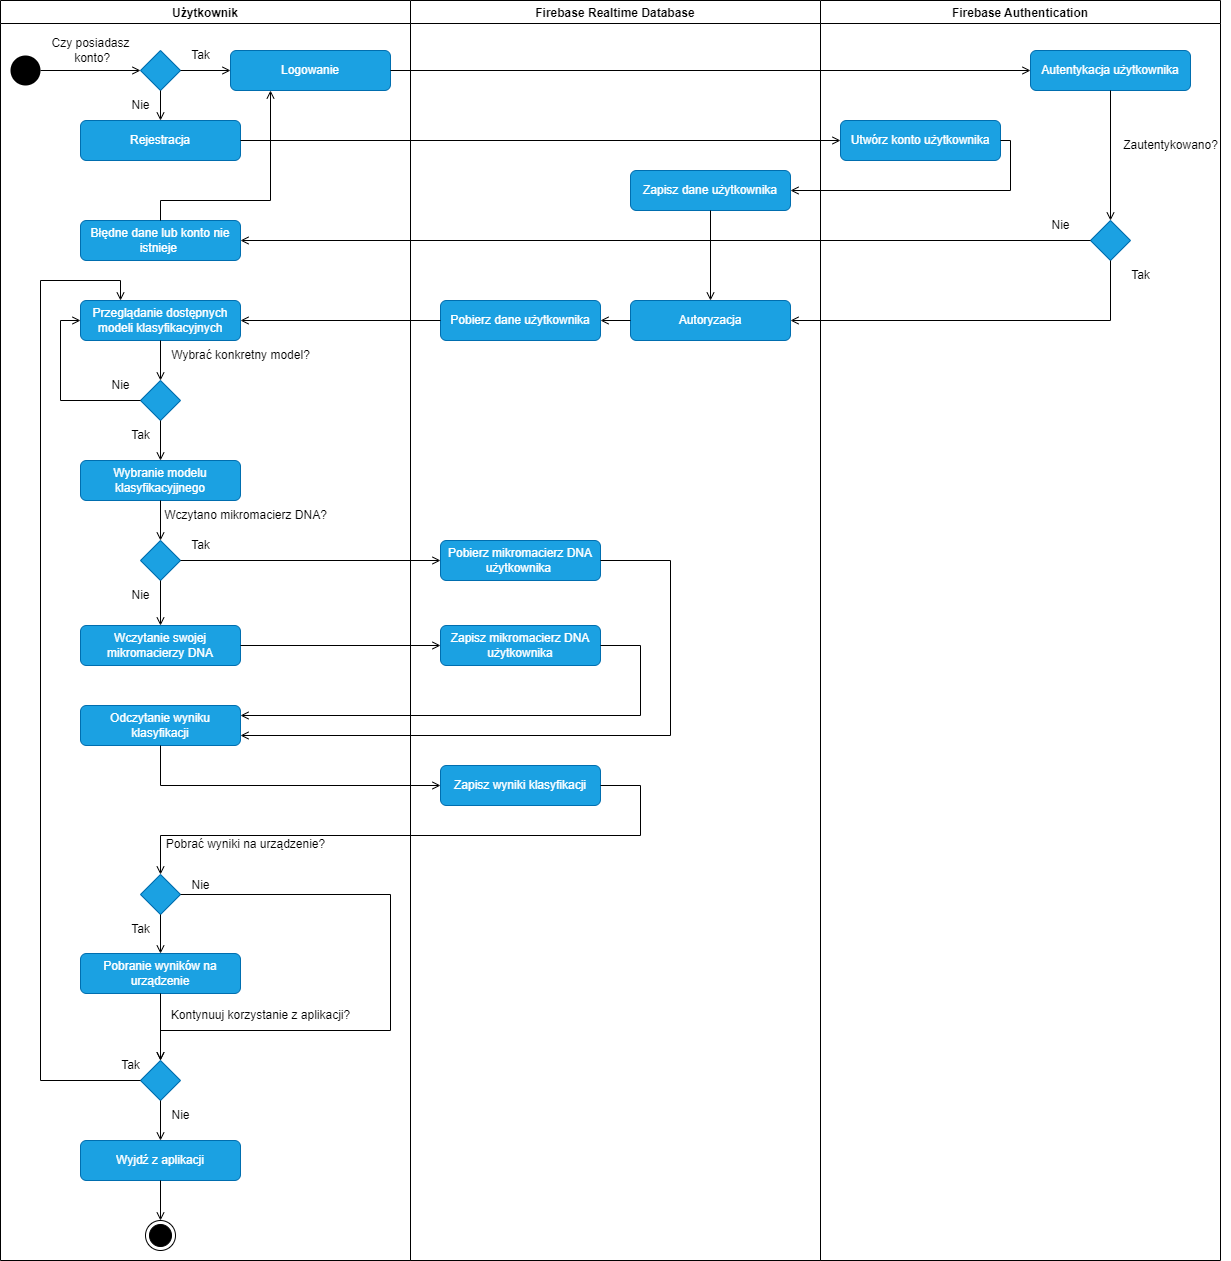 Użytkownik
Firebase Realtime Database
Firebase Authentication
Czy posiadasz
konto?
Tak
Logowanie
Autentykacja użytkownika
Nie
Rejestracja
Utwórz konto użytkownika
Zautentykowano?
Zapisz dane użytkownika
Błędne dane lub konto nie
istnieje
Nie
Tak
Przeglądanie dostępnych
modeli klasyfikacyjnych
Pobierz dane użytkownika
Autoryzacja
Wybrać konkretny model?
Nie
Tak
Wybranie modelu
klasyfikacyjjnego
Wczytano mikromacierz DNA?
Tak
Pobierz mikromacierz DNA
użytkownika
Nie
Wczytanie swojej
mikromacierzy DNA
Zapisz mikromacierz DNA
użytkownika
Odczytanie wyniku
klasyfikacji
Zapisz wyniki klasyfikacji
Pobrać wyniki na urządzenie?
Nie
Tak
Pobranie wyników na
urządzenie
Kontynuuj korzystanie z aplikacji?
Tak
Nie
Wyjdź z aplikacji